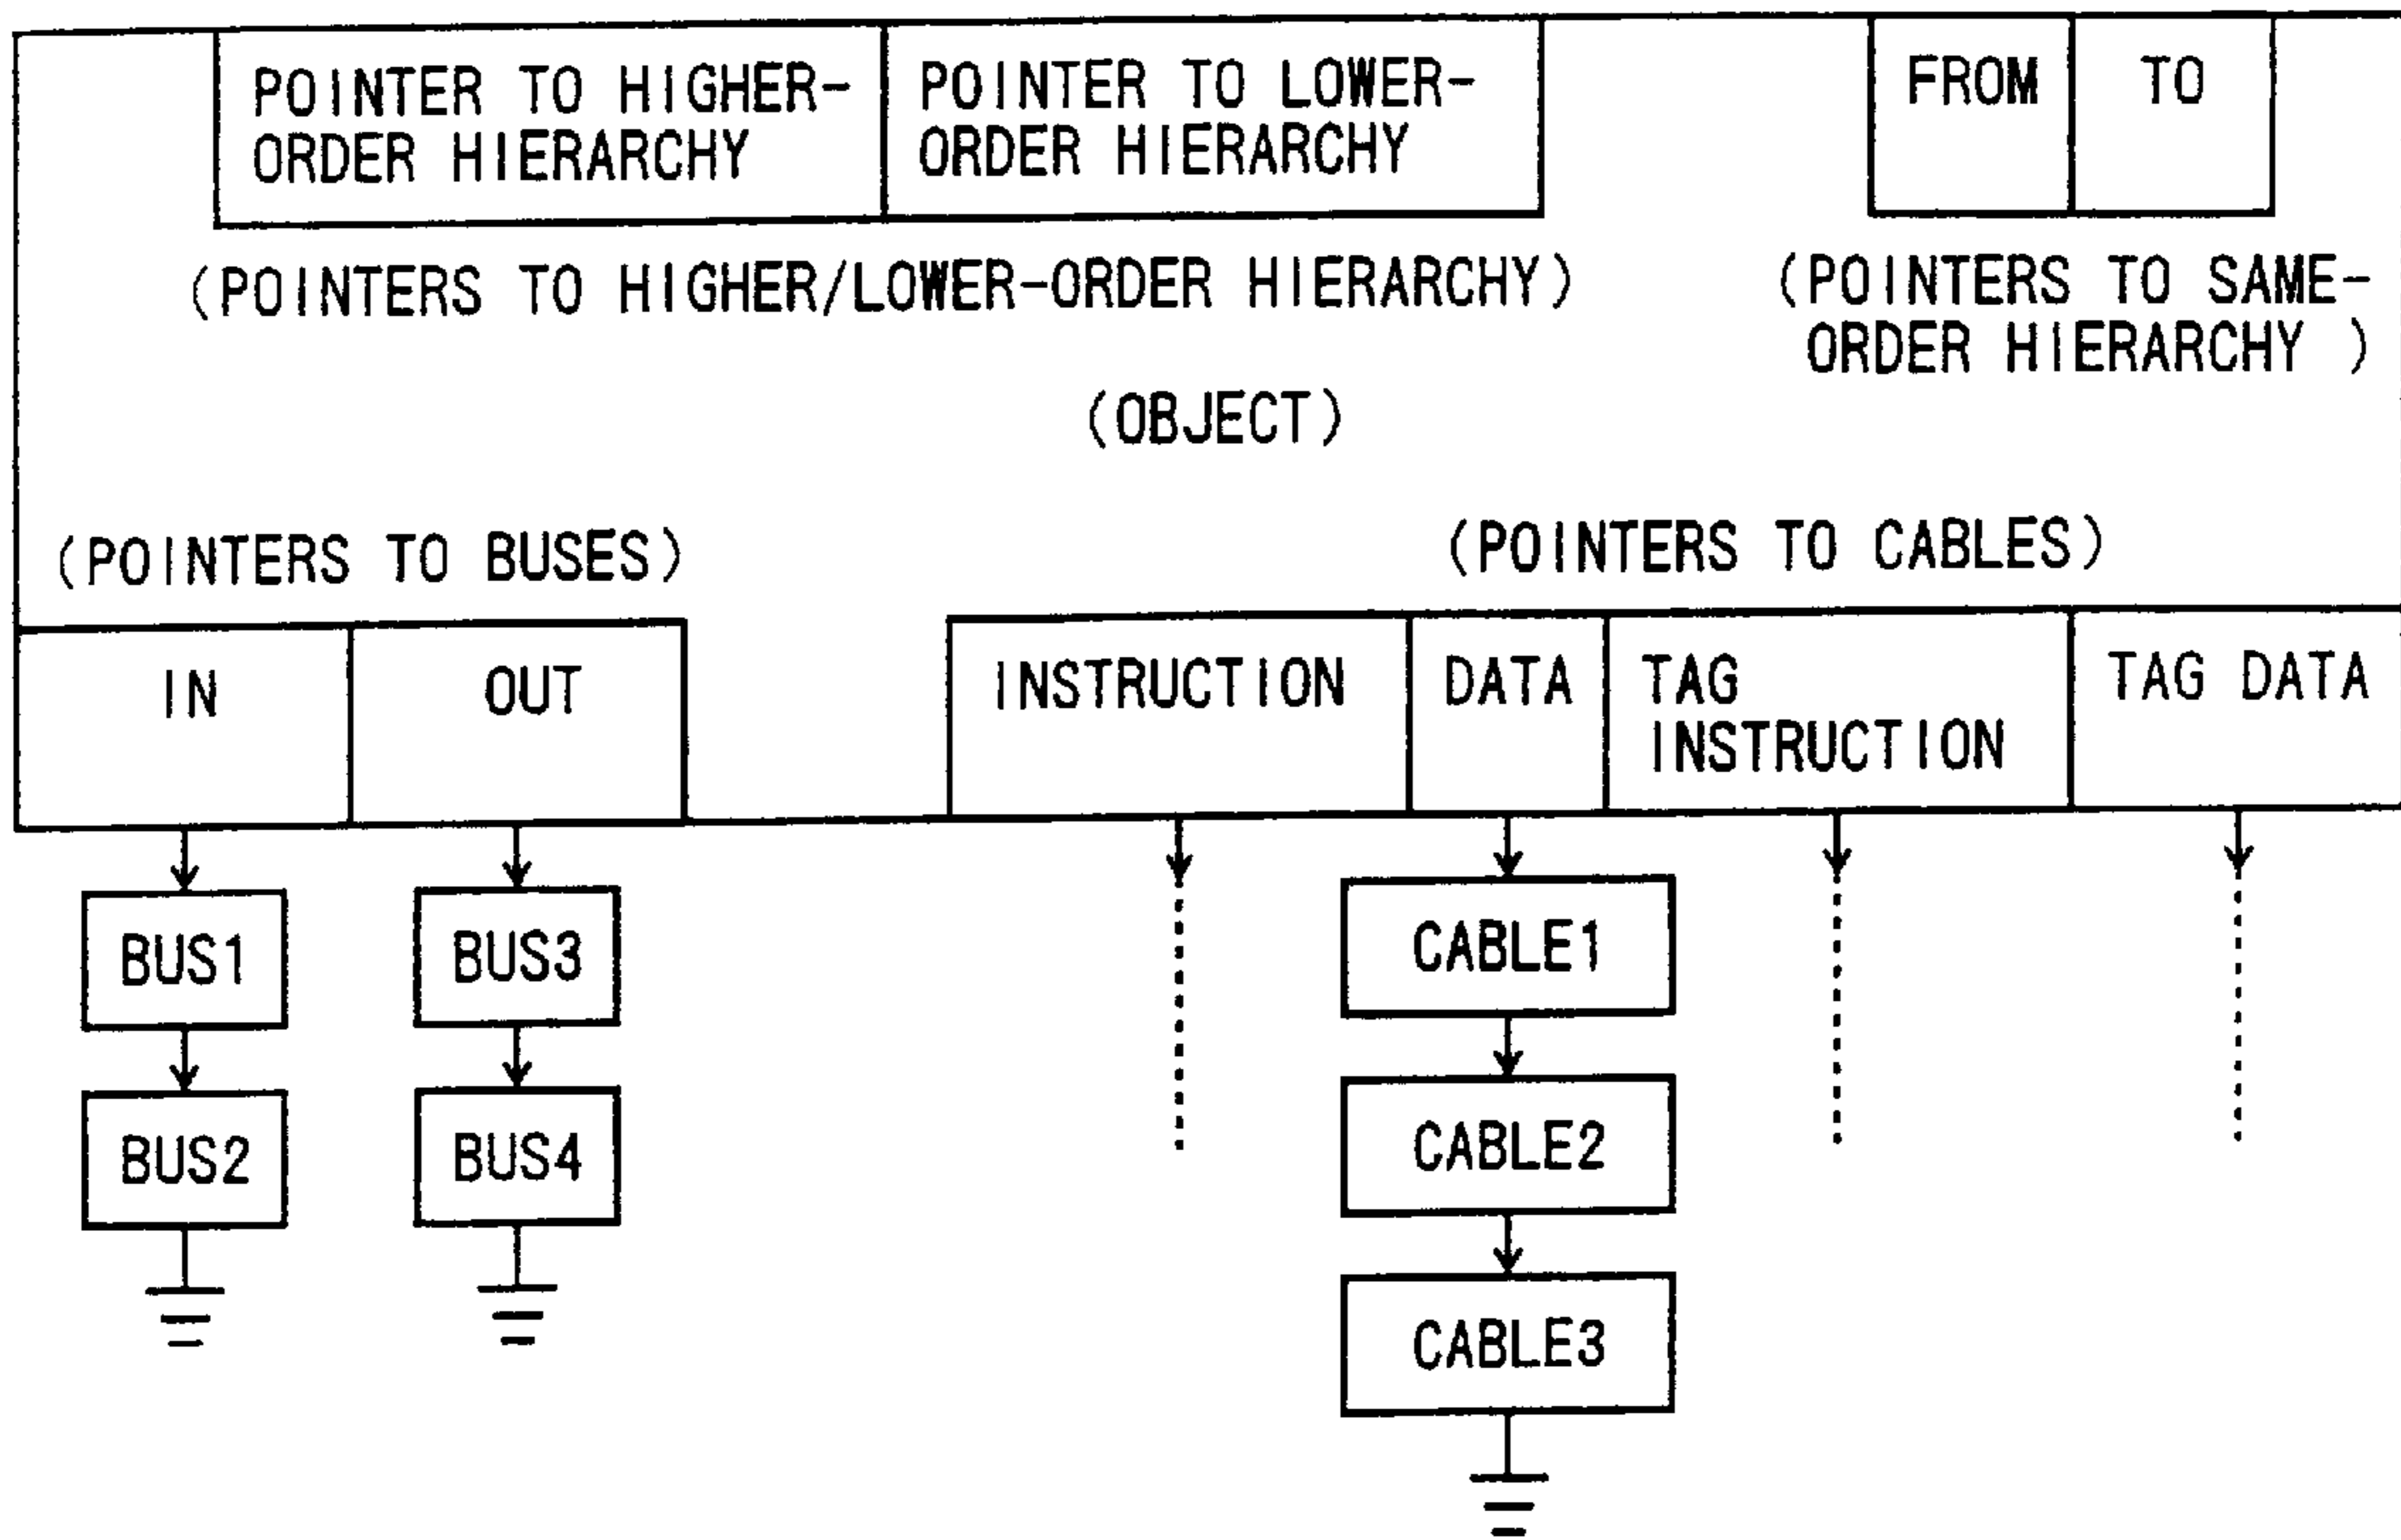 POINTER TO HIGHER-
ORDER HIERARCHY
POINTER TO LOWER-
ORDER HIERARCHY
FROM
TO
(POINTERS TO HIGHER/LOWER-ORDER HIERARCHY)
(POINTERS TO SAME-
ORDER HIERARCHY )
(OBJECT)
(POINTERS TO BUSES)
(POINTERS TO CABLES)
IN
OUT
INSTRUCTION
DATA
TAG
INSTRUCTION
TAG DATA
BUS1
BUS3
CABLE1
BUS2
BUS4
CABLE2
CABLE3